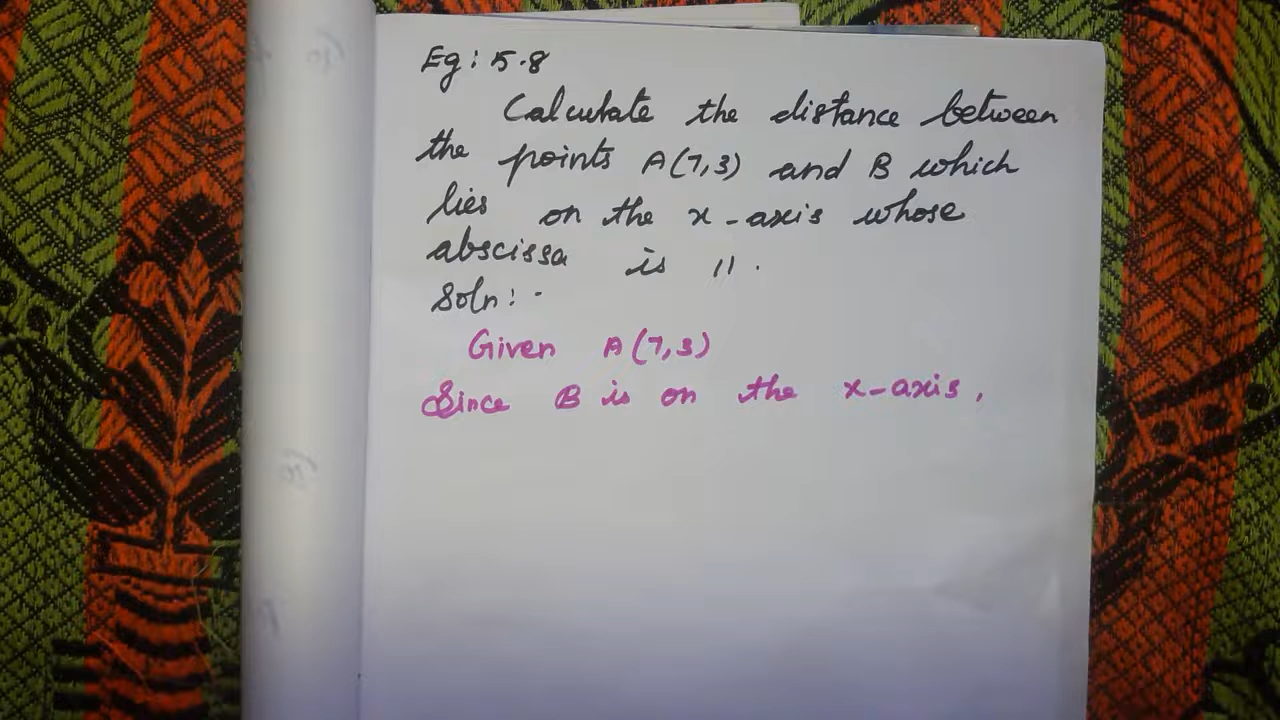 Eg: 5.8
Calculate the distance between
the points A(7,3) and B which
lies on the x-axis whose
abscissa is 11.
Soln:-
Given A(7,3)
Since B is on the x-axis,